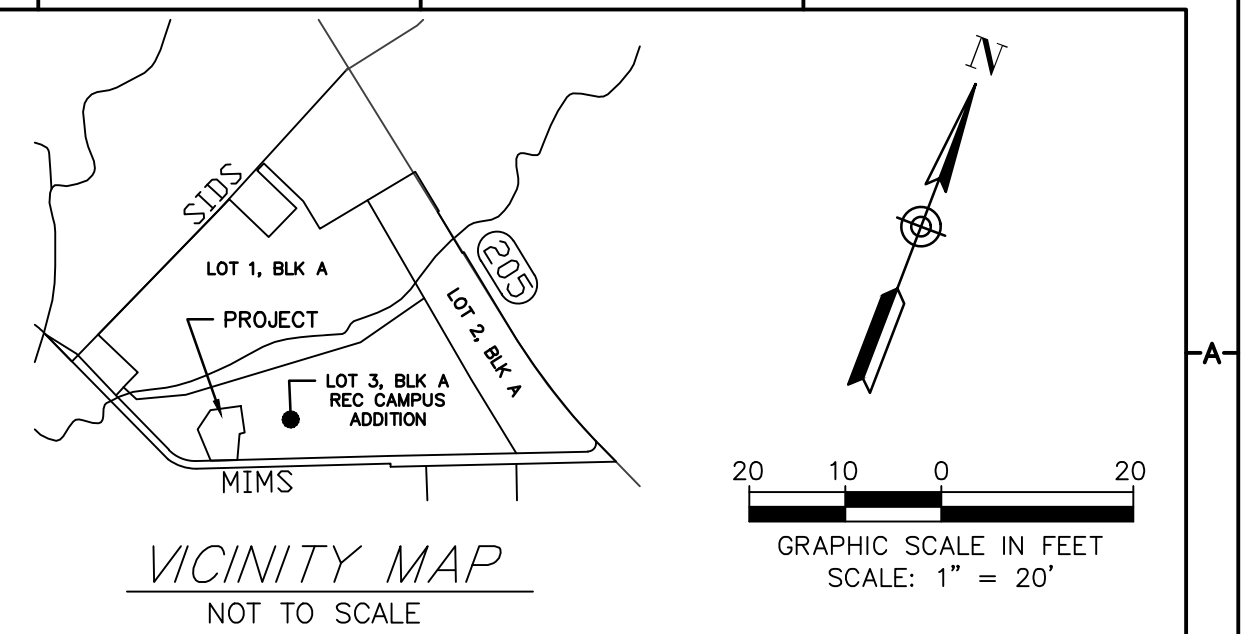 N
SIDS
205
LOT 1, BLK A
LOT 2, BLK A
PROJECT
A
LOT 3, BLK A
REC CAMPUS
ADDITION
MIMS
20 10 0 20
VICINITY MAP
NOT TO SCALE
GRAPHIC SCALE IN FEET
SCALE: 1" = 20'